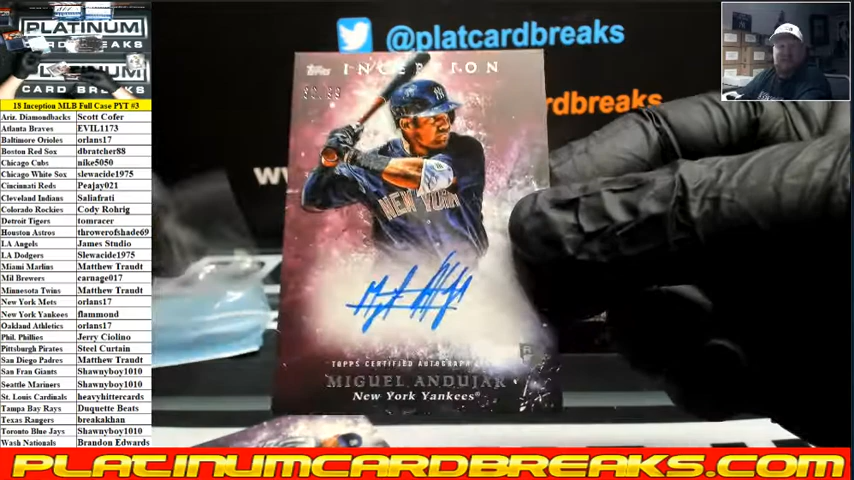 PLATINUM
CARD BREAKS
18 Inception MLB Full Case PYT #3
Ariz. Diamondbacks Scott Cofer
Atlanta Braves EVIL1173
Baltimore Orioles orlans17
Boston Red Sox dbratcher88
Chicago Cubs nike5050
Chicago White Sox slewacide1975
Cincinnati Reds Peajay021
Cleveland Indians Saliafrati
Colorado Rockies Cody Rohrig
Detroit Tigers tomracer
Houston Astros throwerofshade69
LA Angels James Studio
LA Dodgers Slewacide1975
Miami Marlins Matthew Traudt
Mil Brewers carnage017
Minnesota Twins Matthew Traudt
New York Mets orlans17
New York Yankees flammond
Oakland Athletics orlans17
Phil. Phillies Jerry Ciolino
Pittsburgh Pirates Steel Curtain
San Diego Padres Matthew Traudt
San Fran Giants Shawnyboy1010
Seattle Mariners Shawnyboy1010
St. Louis Cardinals heavyhittercards
Tampa Bay Rays Duquette Beats
Texas Rangers breakakhan
Toronto Blue Jays Shawnyboy1010
Wash Nationals Brandon Edwards
@platcardbreaks
rdbreaks
Topps INCEPTION
NEW YORK
TOPPS CERTIFIED AUTOGRAPH
MIGUEL ANDUJAR
New York Yankees
PLATINUMCARDBREAKS.COM